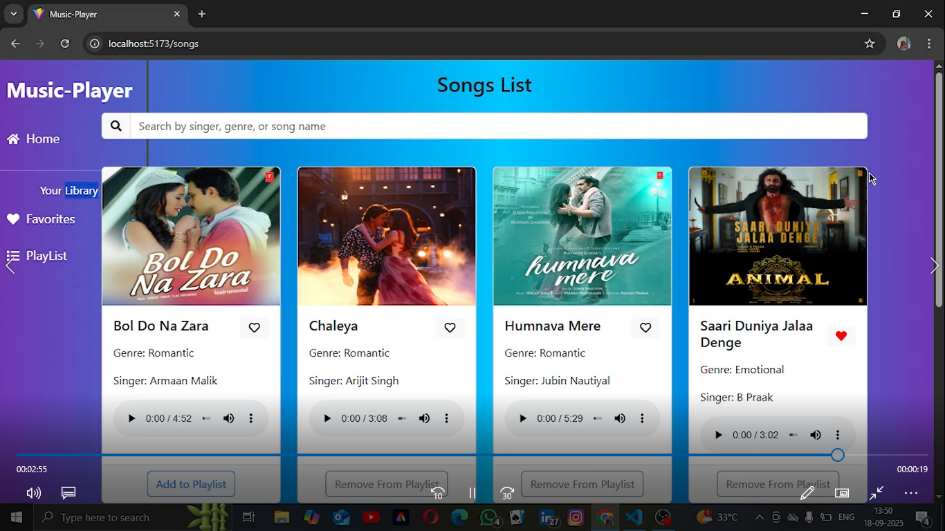 Music-Player
localhost:5173/songs
Music-Player
Songs List
Search by singer, genre, or song name
Home
Your Library
Favorites
PlayList
BOL DO
NA ZARA
Instrumental
humnava
mere
SAARI DUNIYA
JALAA DENGE
ANIMAL
Bol Do Na Zara
Genre: Romantic
Singer: Armaan Malik
0:00 / 4:52
Add to Playlist
Chaleya
Genre: Romantic
Singer: Arijit Singh
0:00 / 3:08
Remove From Playlist
Humnava Mere
Genre: Romantic
Singer: Jubin Nautiyal
0:00 / 5:29
Remove From Playlist
Saari Duniya Jalaa
Denge
Genre: Emotional
Singer: B Praak
0:00 / 3:02
Remove From Playlist
00:02:55
00:00:19
10
30
Type here to search
4
27
33°C
ENG
13:50
18-09-2025